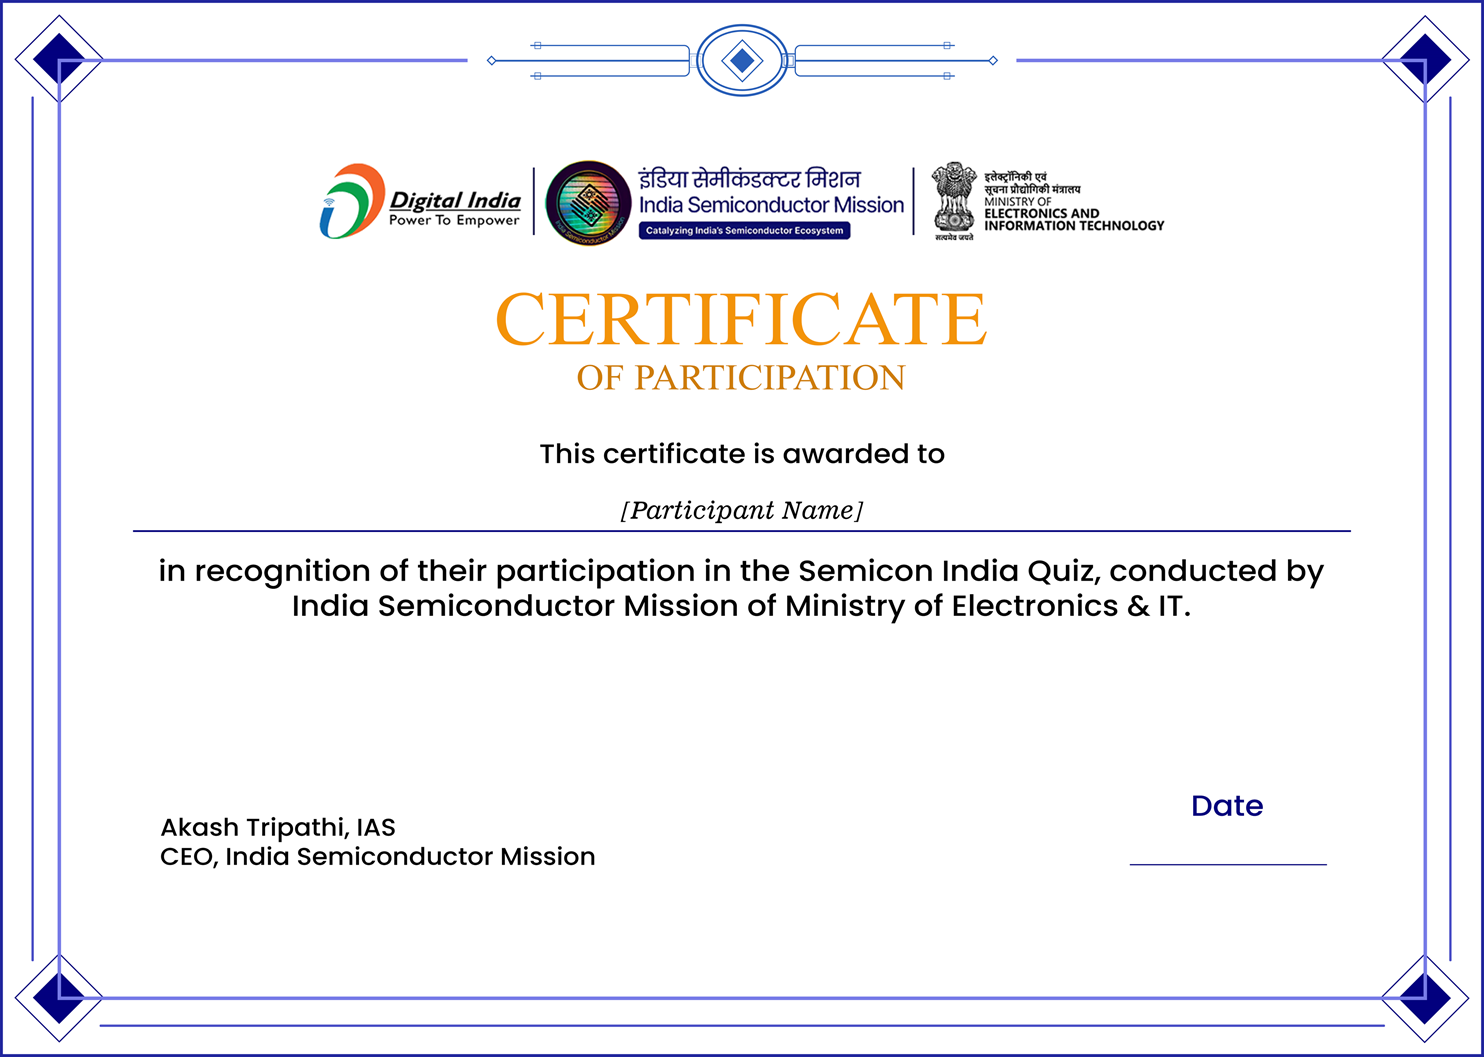 Digital India
Power To Empower
इंडिया सेमीकंडक्टर मिशन
India Semiconductor Mission
Catalyzing India's Semiconductor Ecosystem
India Semiconductor Mission
सत्यमेव जयते
इलेक्ट्रॉनिकी एवं
सूचना प्रौद्योगिकी मंत्रालय
MINISTRY OF
ELECTRONICS AND
INFORMATION TECHNOLOGY
CERTIFICATE
OF PARTICIPATION
This certificate is awarded to
[Participant Name]
in recognition of their participation in the Semicon India Quiz, conducted by
India Semiconductor Mission of Ministry of Electronics & IT.
Akash Tripathi, IAS
CEO, India Semiconductor Mission
Date